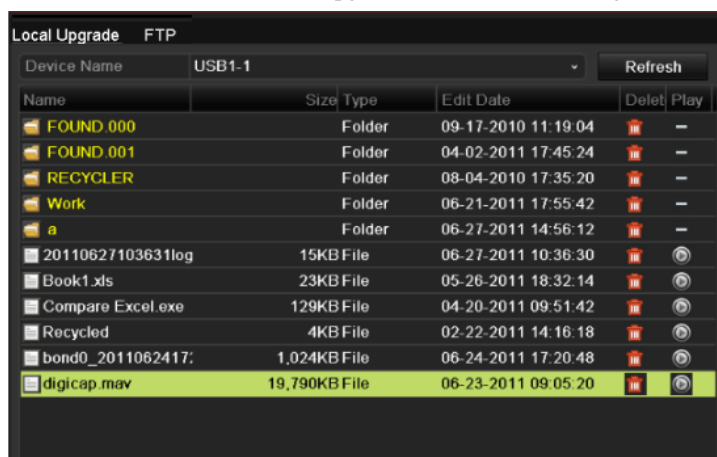 Local Upgrade FTP
Device Name USB1-1 Refresh
Name Size Type Edit Date Delet Play
FOUND.000 Folder 09-17-2010 11:19:04 –
FOUND.001 Folder 04-02-2011 17:45:24 –
RECYCLER Folder 08-04-2010 17:35:20 –
Work Folder 06-21-2011 17:55:42 –
a Folder 06-27-2011 14:56:12 –
20110627103631log 15KB File 06-27-2011 10:36:30
Book1.xls 23KB File 05-26-2011 18:32:14
Compare Excel.exe 129KB File 04-20-2011 09:51:42
Recycled 4KB File 02-22-2011 14:16:18
bond0_2011062417: 1,024KB File 06-24-2011 17:20:48
digicap.mav 19,790KB File 06-23-2011 09:05:20